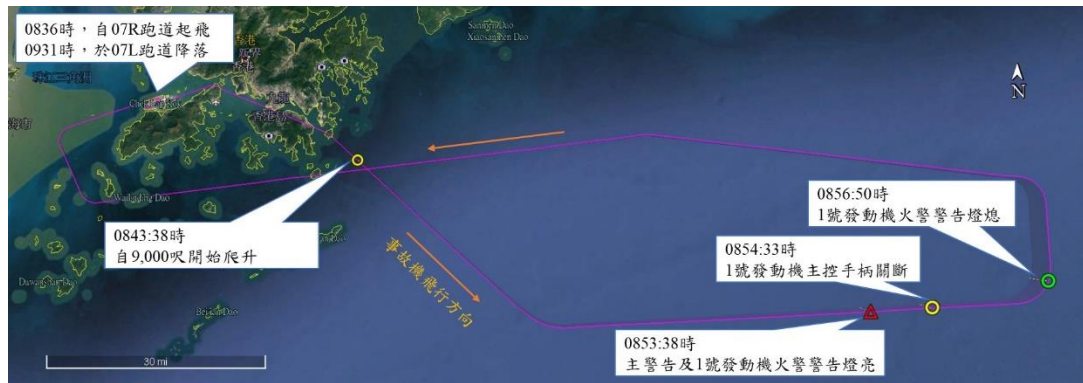 0836時，自07R跑道起飛
0931時，於07L跑道降落
N
0843:38時
自9,000呎開始爬升
事故機飛行方向
0856:50時
1號發動機火警警告燈熄
0854:33時
1號發動機主控手柄關斷
0853:38時
主警告及1號發動機火警警告燈亮
30 mi